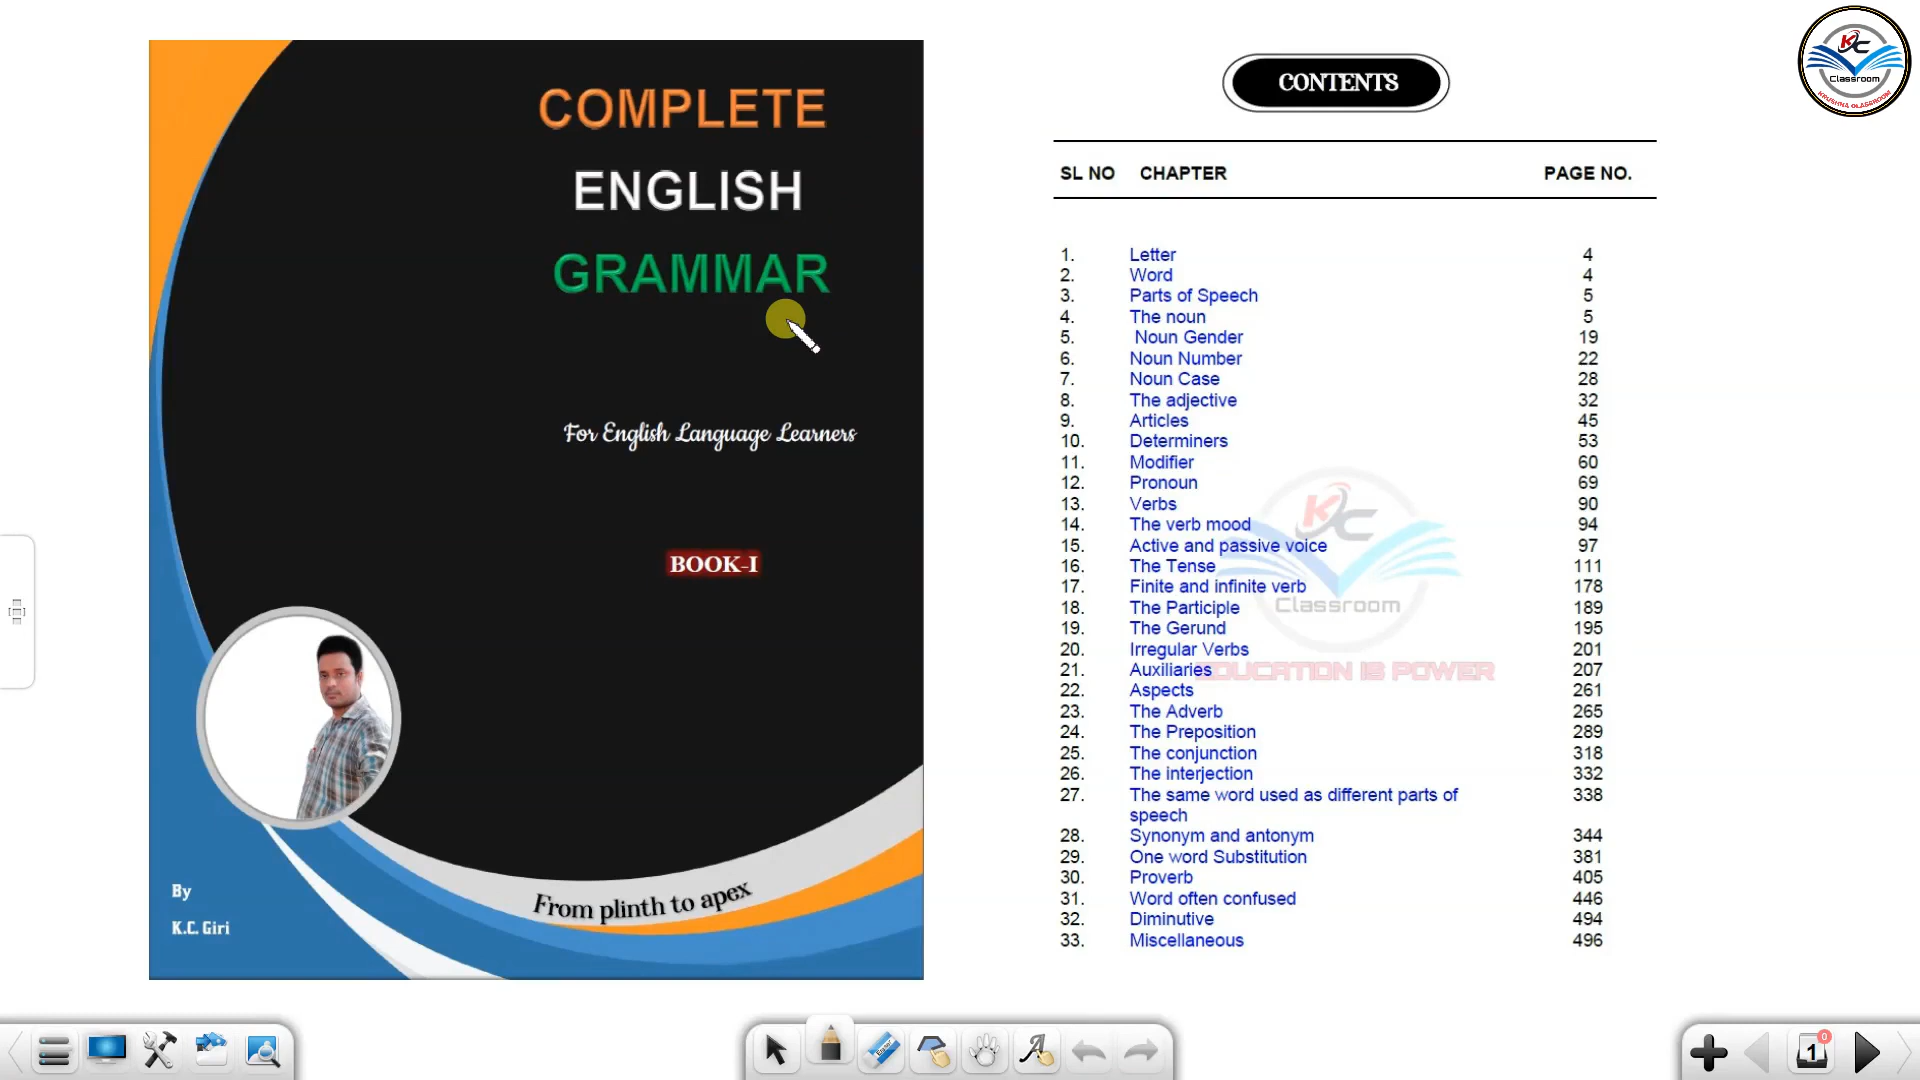 COMPLETE
ENGLISH
GRAMMAR
For English Language Learners
BOOK-I
From plinth to apex
By
K.C. Giri
CONTENTS
SL NO CHAPTER PAGE NO.
1. Letter 4
2. Word 4
3. Parts of Speech 5
4. The noun 5
5. Noun Gender 19
6. Noun Number 22
7. Noun Case 28
8. The adjective 32
9. Articles 45
10. Determiners 53
11. Modifier 60
12. Pronoun 69
13. Verbs 90
14. The verb mood 94
15. Active and passive voice 97
16. The Tense 111
17. Finite and infinite verb 178
18. The Participle 189
19. The Gerund 195
20. Irregular Verbs 201
21. Auxiliaries 207
22. Aspects 261
23. The Adverb 265
24. The Preposition 289
25. The conjunction 318
26. The interjection 332
27. The same word used as different parts of 338
speech
28. Synonym and antonym 344
29. One word Substitution 381
30. Proverb 405
31. Word often confused 446
32. Diminutive 494
33. Miscellaneous 496
KC
Classroom
EDUCATION IS POWER
KC
Classroom
KRUSHNA CLASSROOM
Eraser
A
1
0